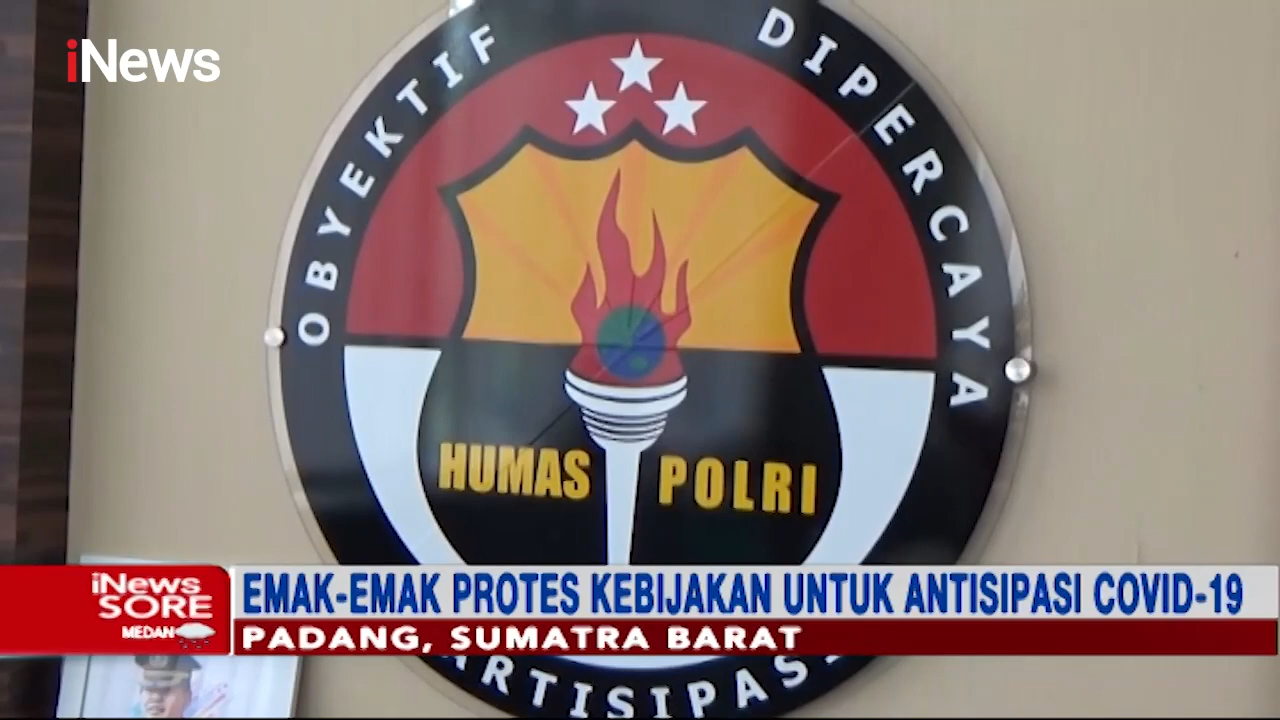 iNews
OBYEKTIF
DIPERCAYA
HUMAS POLRI
iNews
SORE
MEDAN
EMAK-EMAK PROTES KEBIJAKAN UNTUK ANTISIPASI COVID-19
PADANG, SUMATRA BARAT